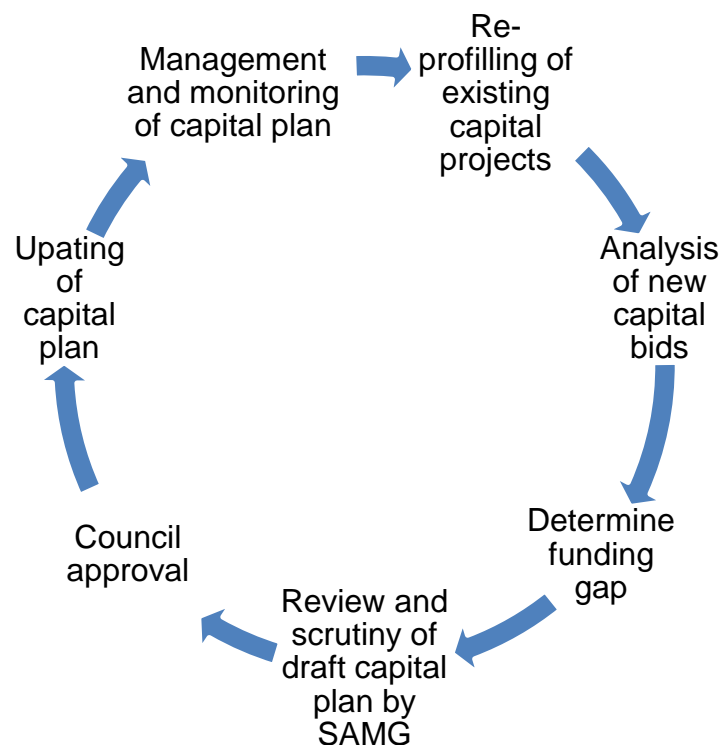 Management
and monitoring
of capital plan
Re-
profilling of
existing
capital
projects
Analysis
of new
capital
bids
Determine
funding
gap
Review and
scrutiny of
draft capital
plan by
SAMG
Council
approval
Upating
of
capital
plan